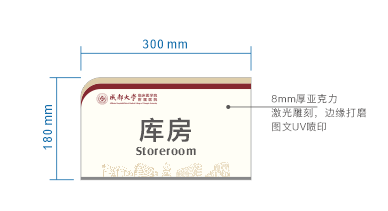 300 mm
180 mm
成都大学
库房
Storeroom
8mm厚亚克力
激光雕刻，边缘打磨
图文UV喷印